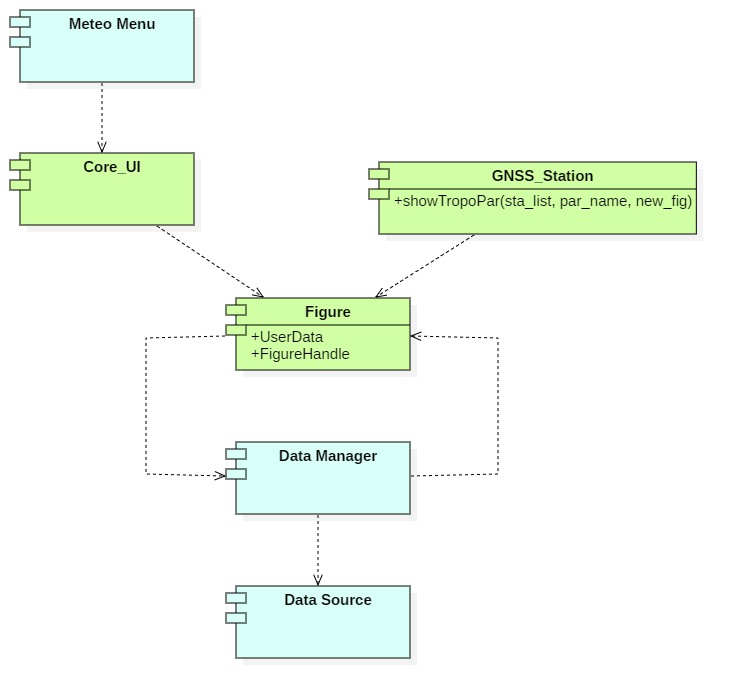 Meteo Menu
Core_UI
GNSS_Station
+showTropoPar(sta_list, par_name, new_fig)
Figure
+UserData
+FigureHandle
Data Manager
Data Source